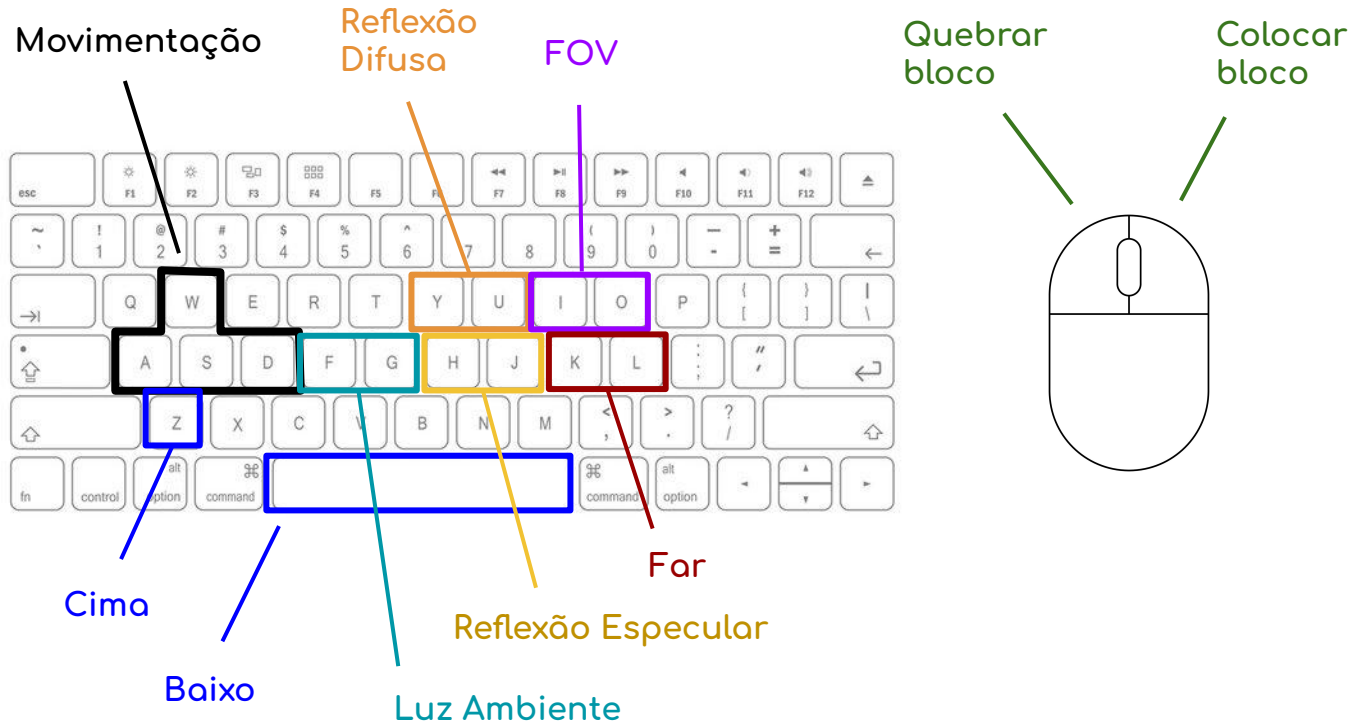 Movimentação
Reflexão
Difusa
FOV
Quebrar
bloco
Colocar
bloco
esc F1 F2 F3 F4 F5 F7 F8 F9 F10 F11 F12
~ ! @ # $ % ^ ( ) — +
` 1 2 3 4 5 6 7 8 9 0 - =
Q W E R T Y U I O P { [ } ] | \
A S D F G H J K L : ; " '
Z X C V B N M < , > . ? /
fn control alt option ⌘ command ⌘ command alt option
Far
Cima
Reflexão Especular
Baixo
Luz Ambiente